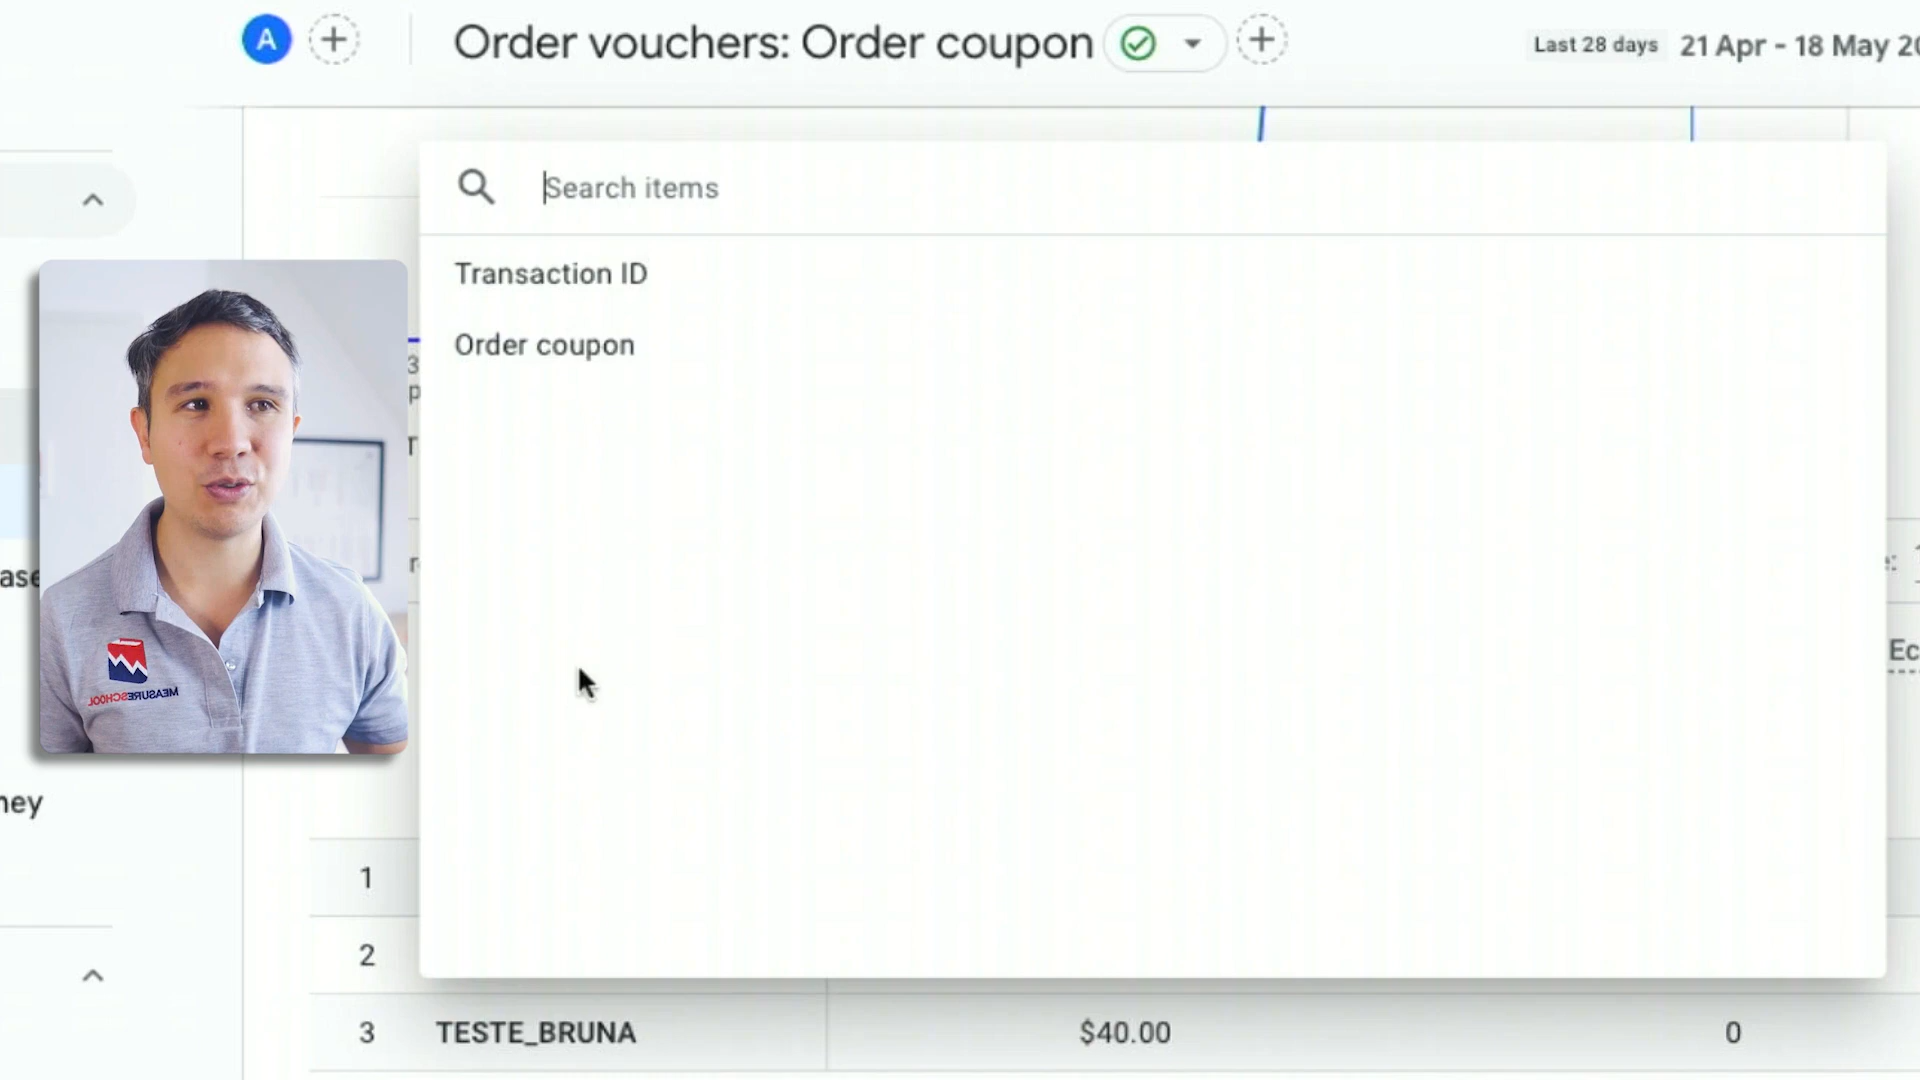 A
Order vouchers: Order coupon
Last 28 days 21 Apr - 18 May 20
Search items
Transaction ID
Order coupon
MEASURESCHOOL
ase
Ec
ney
1
2
3 TESTE_BRUNA $40.00 0